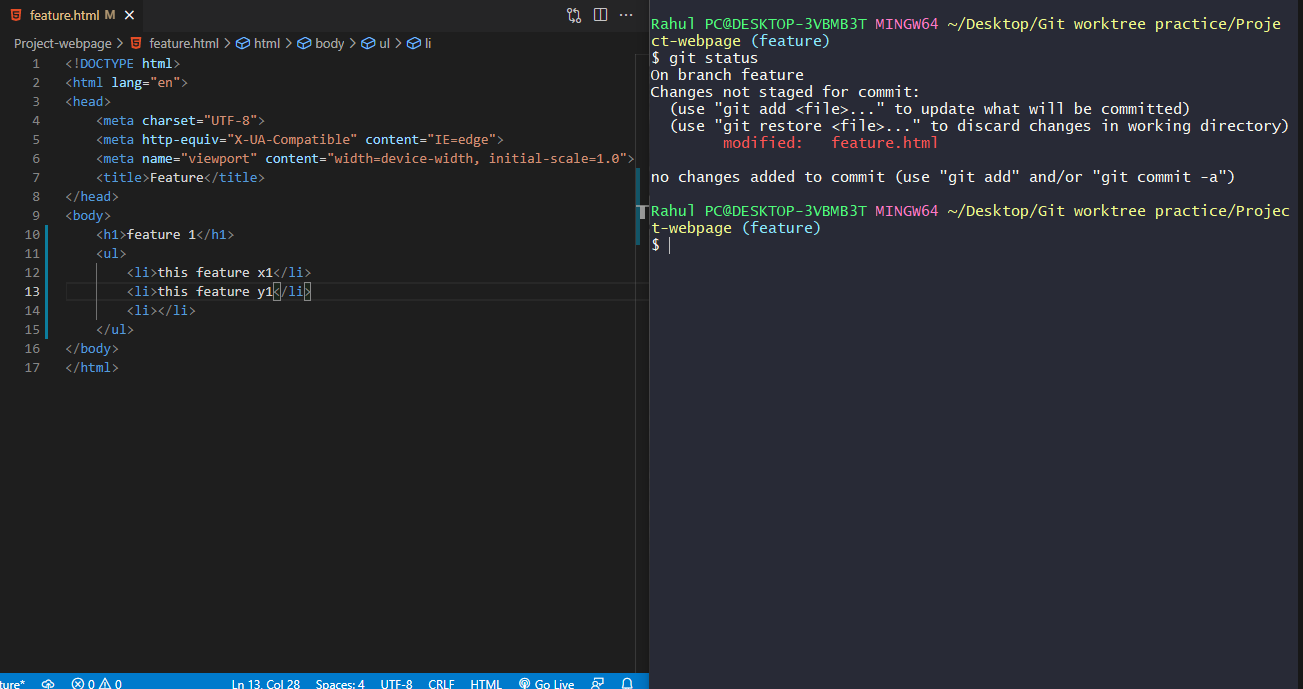 feature.html M
Project-webpage > feature.html > html > body > ul > li
1 <!DOCTYPE html>
2 <html lang="en">
3 <head>
4 <meta charset="UTF-8">
5 <meta http-equiv="X-UA-Compatible" content="IE=edge">
6 <meta name="viewport" content="width=device-width, initial-scale=1.0">
7 <title>Feature</title>
8 </head>
9 <body>
10 <h1>feature 1</h1>
11 <ul>
12 <li>this feature x1</li>
13 <li>this feature y1</li>
14 <li></li>
15 </ul>
16 </body>
17 </html>
ture* 0 0 Ln 13, Col 28 Spaces: 4 UTF-8 CRLF HTML Go Live
Rahul PC@DESKTOP-3VBMB3T MINGW64 ~/Desktop/Git worktree practice/Proje
ct-webpage (feature)
$ git status
On branch feature
Changes not staged for commit:
(use "git add <file>..." to update what will be committed)
(use "git restore <file>..." to discard changes in working directory)
modified: feature.html
no changes added to commit (use "git add" and/or "git commit -a")
Rahul PC@DESKTOP-3VBMB3T MINGW64 ~/Desktop/Git worktree practice/Projec
t-webpage (feature)
$